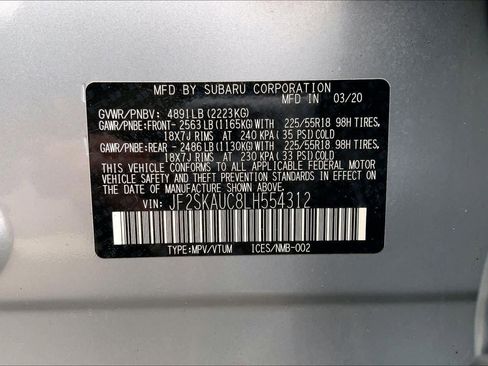 MFD BY SUBARU CORPORATION
MFD IN 03/20
GVWR/PNBV: 4891LB(2223KG)
GAWR/PNBE:FRONT- 2563LB(1165KG)WITH 225/55R18 98H TIRES,
18X7J RIMS AT 240 KPA( 35 PSI)COLD
GAWR/PNBE:REAR - 2486LB(1130KG)WITH 225/55R18 98H TIRES,
18X7J RIMS AT 230 KPA( 33 PSI)COLD
THIS VEHICLE CONFORMS TO ALL APPLICABLE FEDERAL MOTOR
VEHICLE SAFETY, BUMPER, AND THEFT PREVENTION
STANDARDS IN EFFECT ON THE DATE OF MANUFACTURE
SHOWN ABOVE.
VIN: JF2SKAUC8LH554312
TYPE:MPV/VTUM ICES/NMB-002